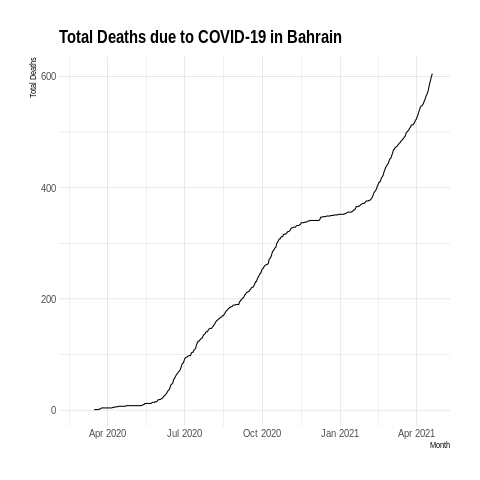 Total Deaths due to COVID-19 in Bahrain
Total Deaths
600
400
200
0
Apr 2020 Jul 2020 Oct 2020 Jan 2021 Apr 2021
Month